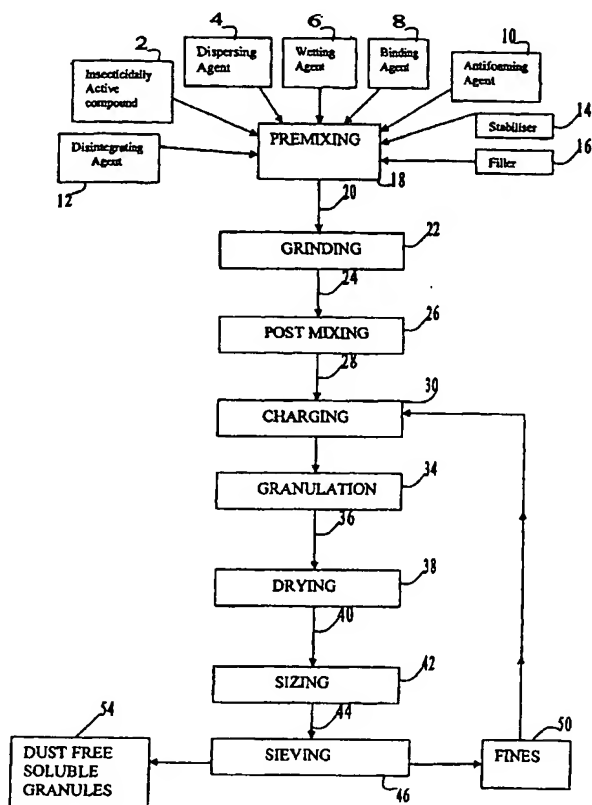 4
6
8
10
2
Dispersing
Agent
Wetting
Agent
Binding
Agent
Antifoaming
Agent
Insecticidally
Active
compound
14
Stabiliser
PREMIXING
16
Filler
Disintegrating
Agent
12
18
20
22
GRINDING
24
26
POST MIXING
28
30
CHARGING
34
GRANULATION
36
38
DRYING
40
42
SIZING
44
54
50
DUST FREE
SOLUBLE
GRANULES
SIEVING
FINES
46